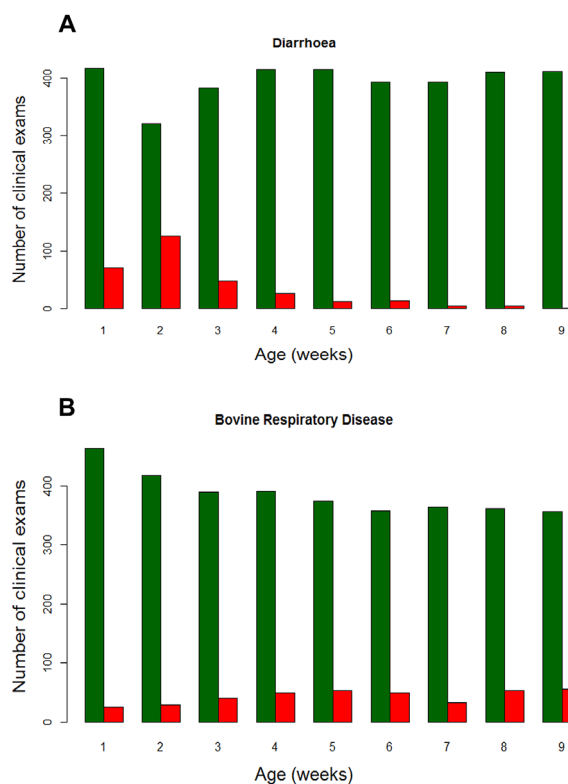 A
Diarrhoea
Number of clinical exams
400
300
200
100
0
1 2 3 4 5 6 7 8 9
Age (weeks)
B
Bovine Respiratory Disease
Number of clinical exams
400
300
200
100
0
1 2 3 4 5 6 7 8 9
Age (weeks)